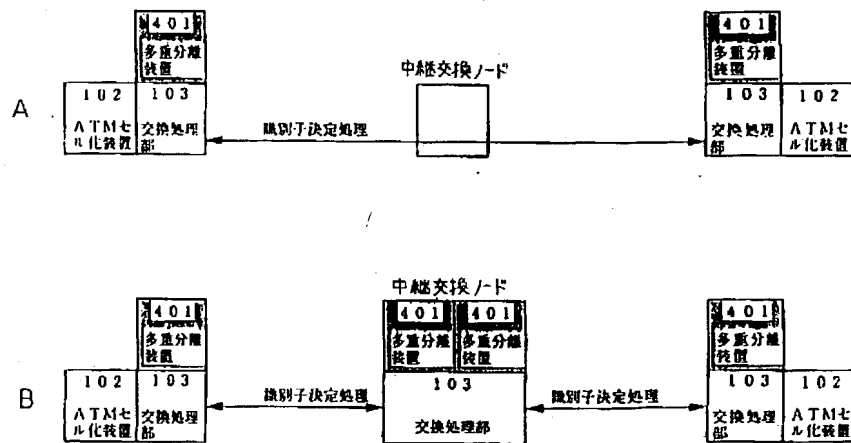 401
多重分離
装置
102
ATMセ
ル化装置
103
交換処理
部
A
識別子決定処理
中継交換ノード
401
多重分離
装置
103
交換処理
部
102
ATMセ
ル化装置
401
多重分離
装置
102
ATMセ
ル化装置
103
交換処理
部
B
識別子決定処理
中継交換ノード
401
多重分離
装置
401
多重分離
装置
103
交換処理部
識別子決定処理
401
多重分離
装置
103
交換処理
部
102
ATMセ
ル化装置